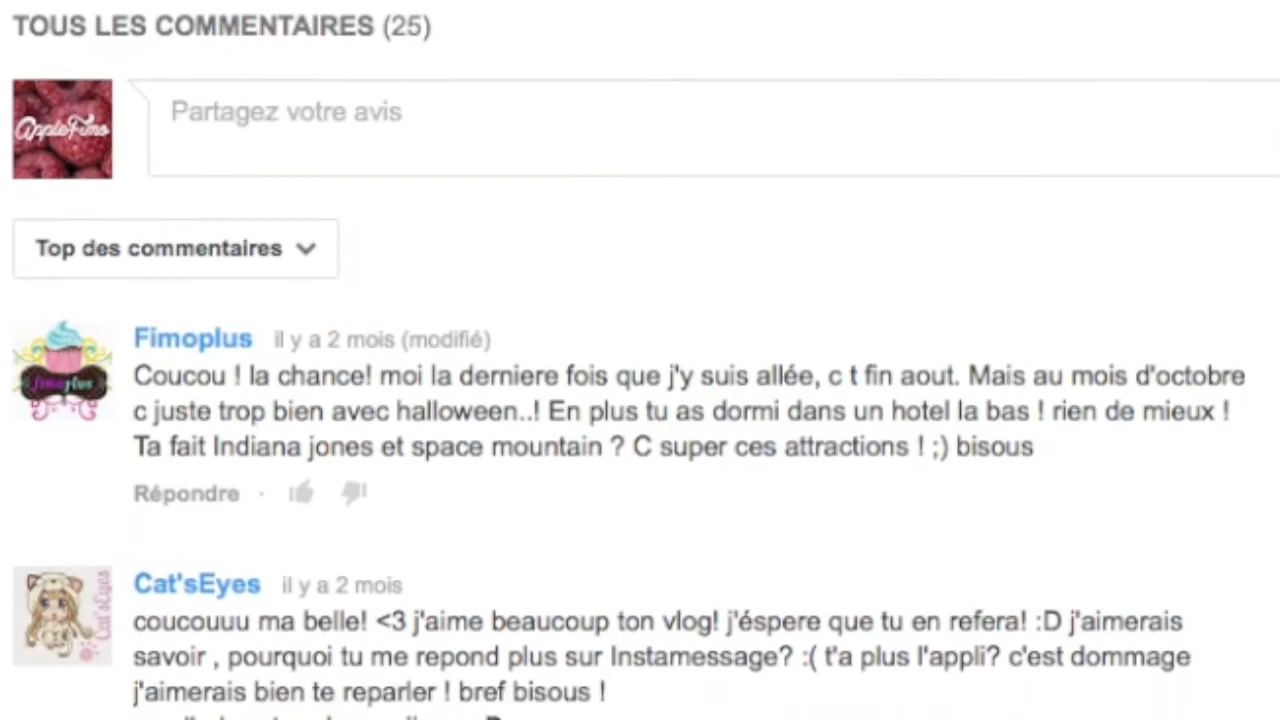 TOUS LES COMMENTAIRES (25)
AppleFimo
Partagez votre avis
Top des commentaires
Fimoplus il y a 2 mois (modifié)
fimoplus
Coucou ! la chance! moi la derniere fois que j'y suis allée, c t fin aout. Mais au mois d'octobre
c juste trop bien avec halloween..! En plus tu as dormi dans un hotel la bas ! rien de mieux !
Ta fait Indiana jones et space mountain ? C super ces attractions ! ;) bisous
Répondre ·
Cat'sEyes il y a 2 mois
Cat'sEyes
coucouuu ma belle! <3 j'aime beaucoup ton vlog! j'éspere que tu en refera! :D j'aimerais
savoir , pourquoi tu me repond plus sur Instamessage? :( t'a plus l'appli? c'est dommage
j'aimerais bien te reparler ! bref bisous !